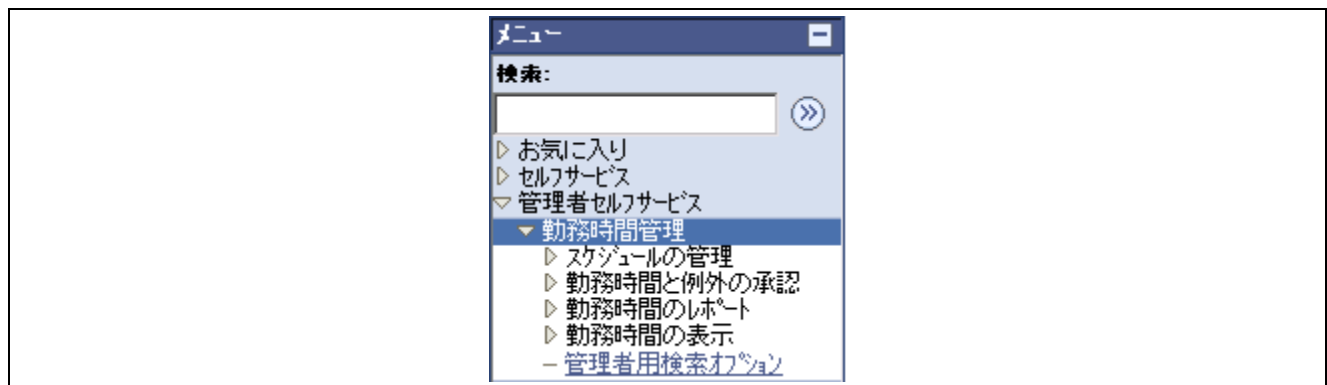 メニュー
検索:
お気に入り
セルフサービス
管理者セルフサービス
勤務時間管理
スケジュールの管理
勤務時間と例外の承認
勤務時間のレポート
勤務時間の表示
管理者用検索オプション